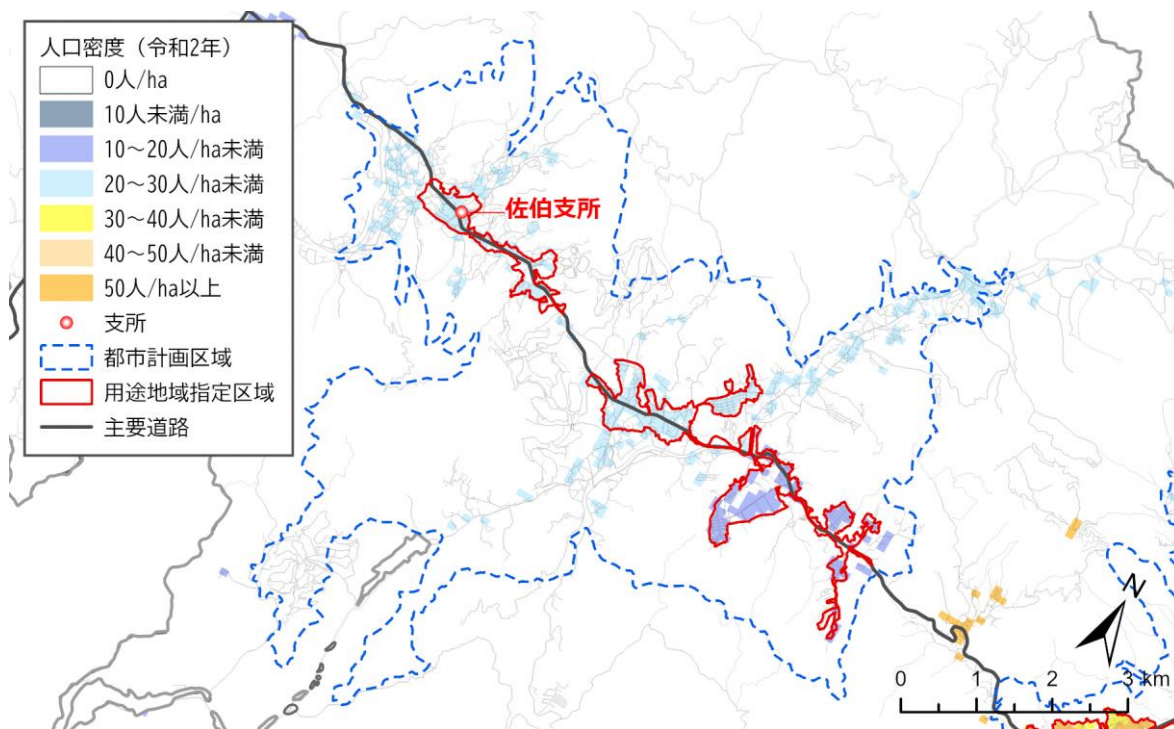 人口密度（令和2年）
0人/ha
10人未満/ha
10～20人/ha未満
20～30人/ha未満
30～40人/ha未満
40～50人/ha未満
50人/ha以上
支所
都市計画区域
用途地域指定区域
主要道路
佐伯支所
N
0 1 2 3 km